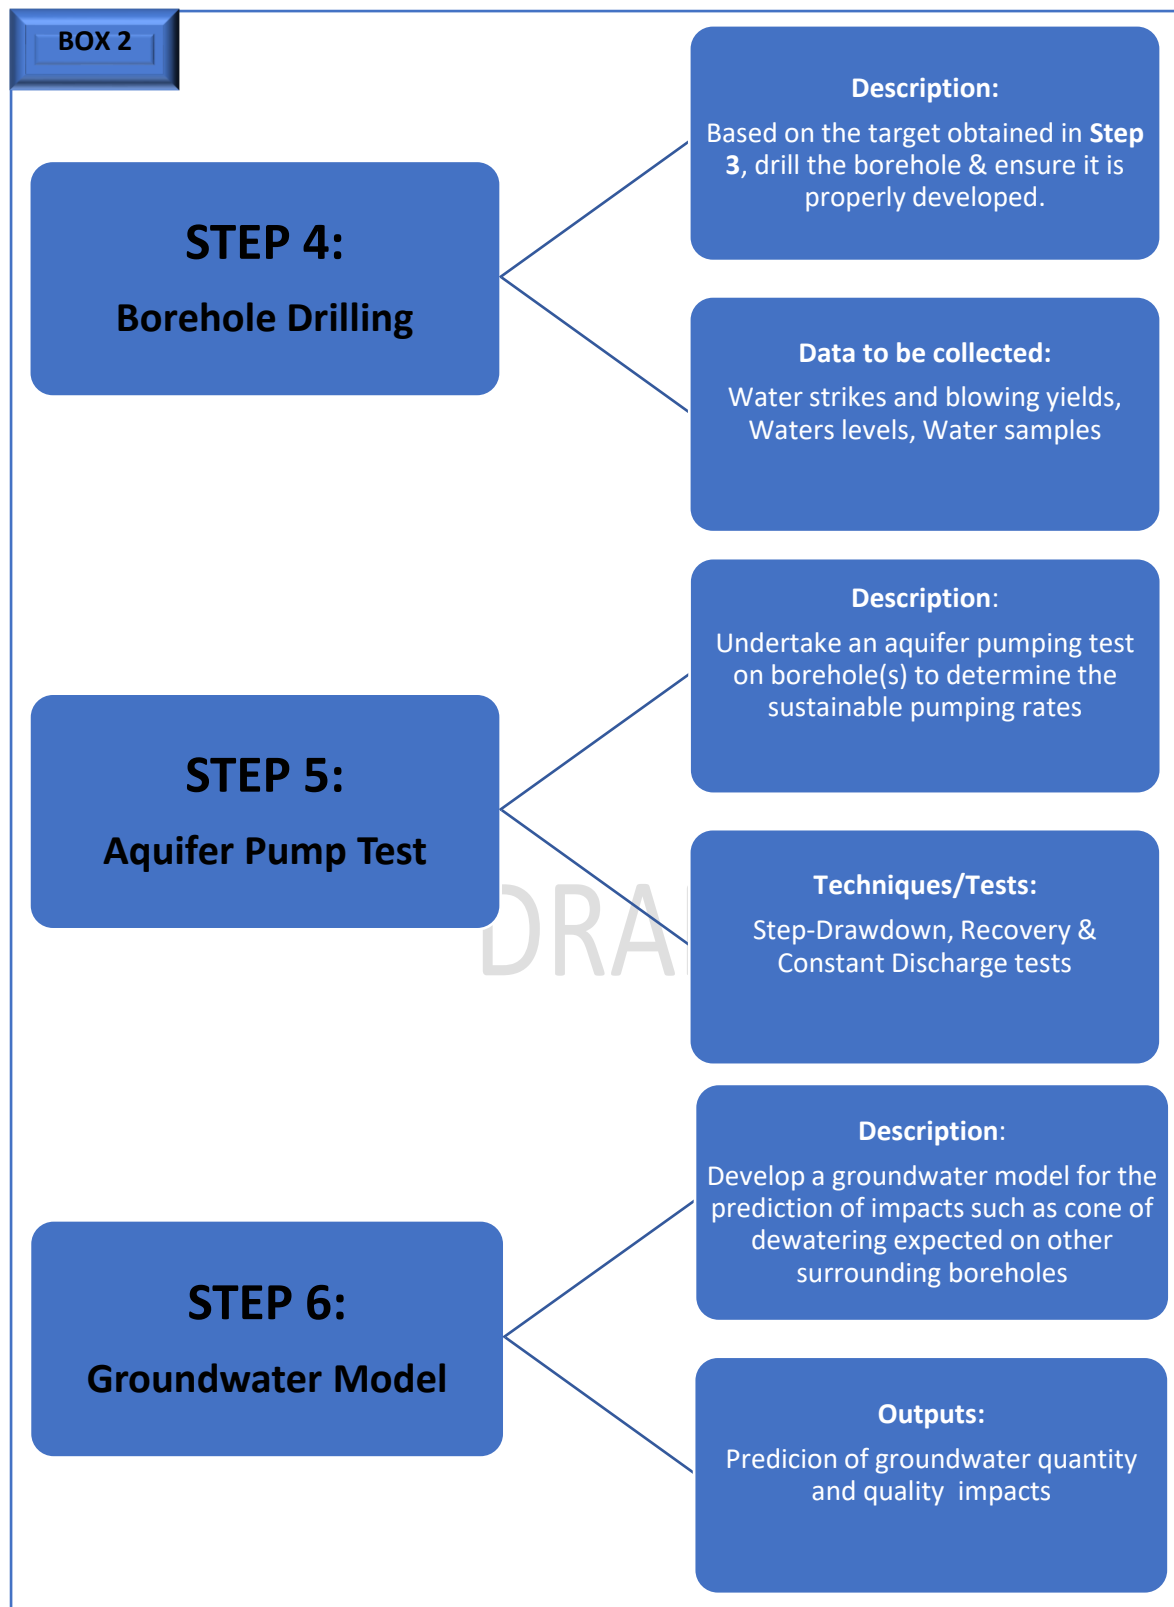 BOX 2
STEP 4:
Borehole Drilling
Description:
Based on the target obtained in Step
3, drill the borehole & ensure it is
properly developed.
Data to be collected:
Water strikes and blowing yields,
Waters levels, Water samples
STEP 5:
Aquifer Pump Test
Description:
Undertake an aquifer pumping test
on borehole(s) to determine the
sustainable pumping rates
Techniques/Tests:
Step-Drawdown, Recovery &
Constant Discharge tests
STEP 6:
Groundwater Model
Description:
Develop a groundwater model for the
prediction of impacts such as cone of
dewatering expected on other
surrounding boreholes
Outputs:
Predicion of groundwater quantity
and quality  impacts